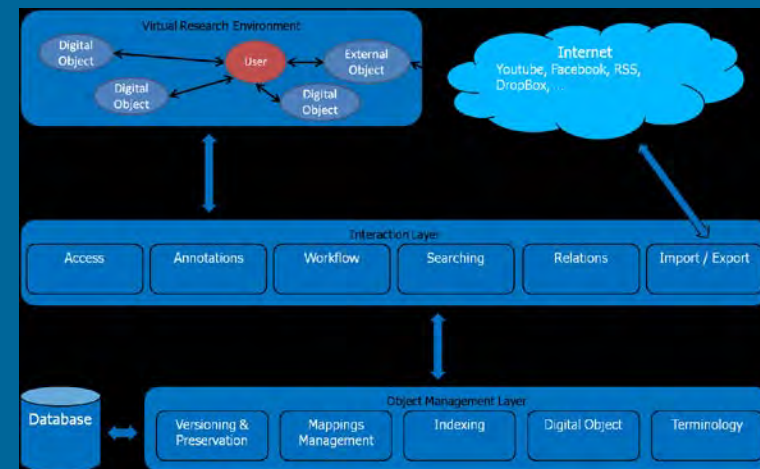 Virtual Research Environment
Digital
Object
User
External
Object
Digital
Object
Digital
Object
Internet
Youtube, Facebook, RSS,
DropBox, ...
Interaction Layer
Access
Annotations
Workflow
Searching
Relations
Import / Export
Object Management Layer
Database
Versioning &
Preservation
Mappings
Management
Indexing
Digital Object
Terminology